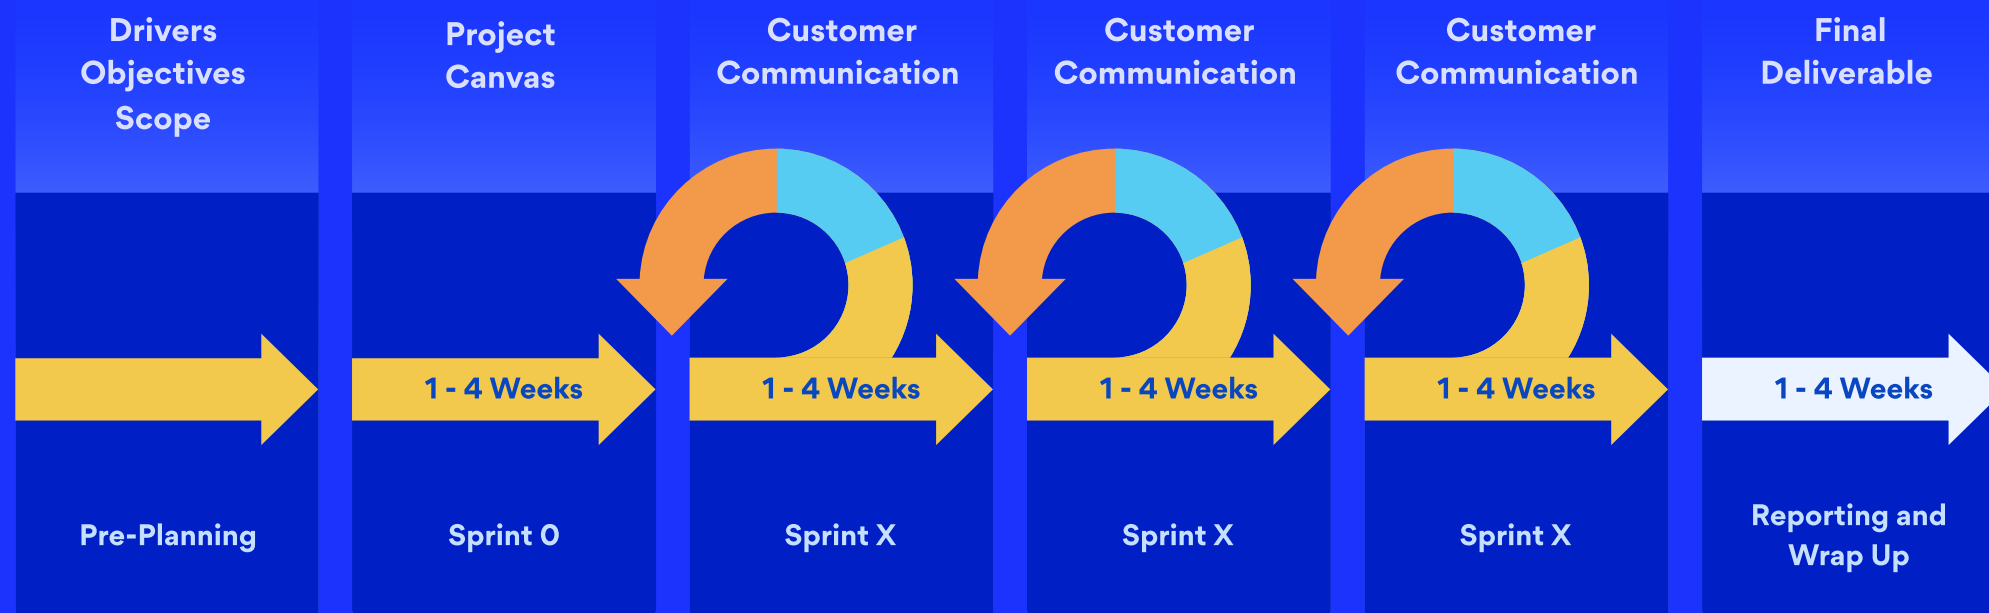 Drivers
Objectives
Scope
Project
Canvas
Customer
Communication
Customer
Communication
Customer
Communication
Final
Deliverable
1 - 4 Weeks
1 - 4 Weeks
1 - 4 Weeks
1 - 4 Weeks
1 - 4 Weeks
Pre-Planning
Sprint 0
Sprint X
Sprint X
Sprint X
Reporting and
Wrap Up